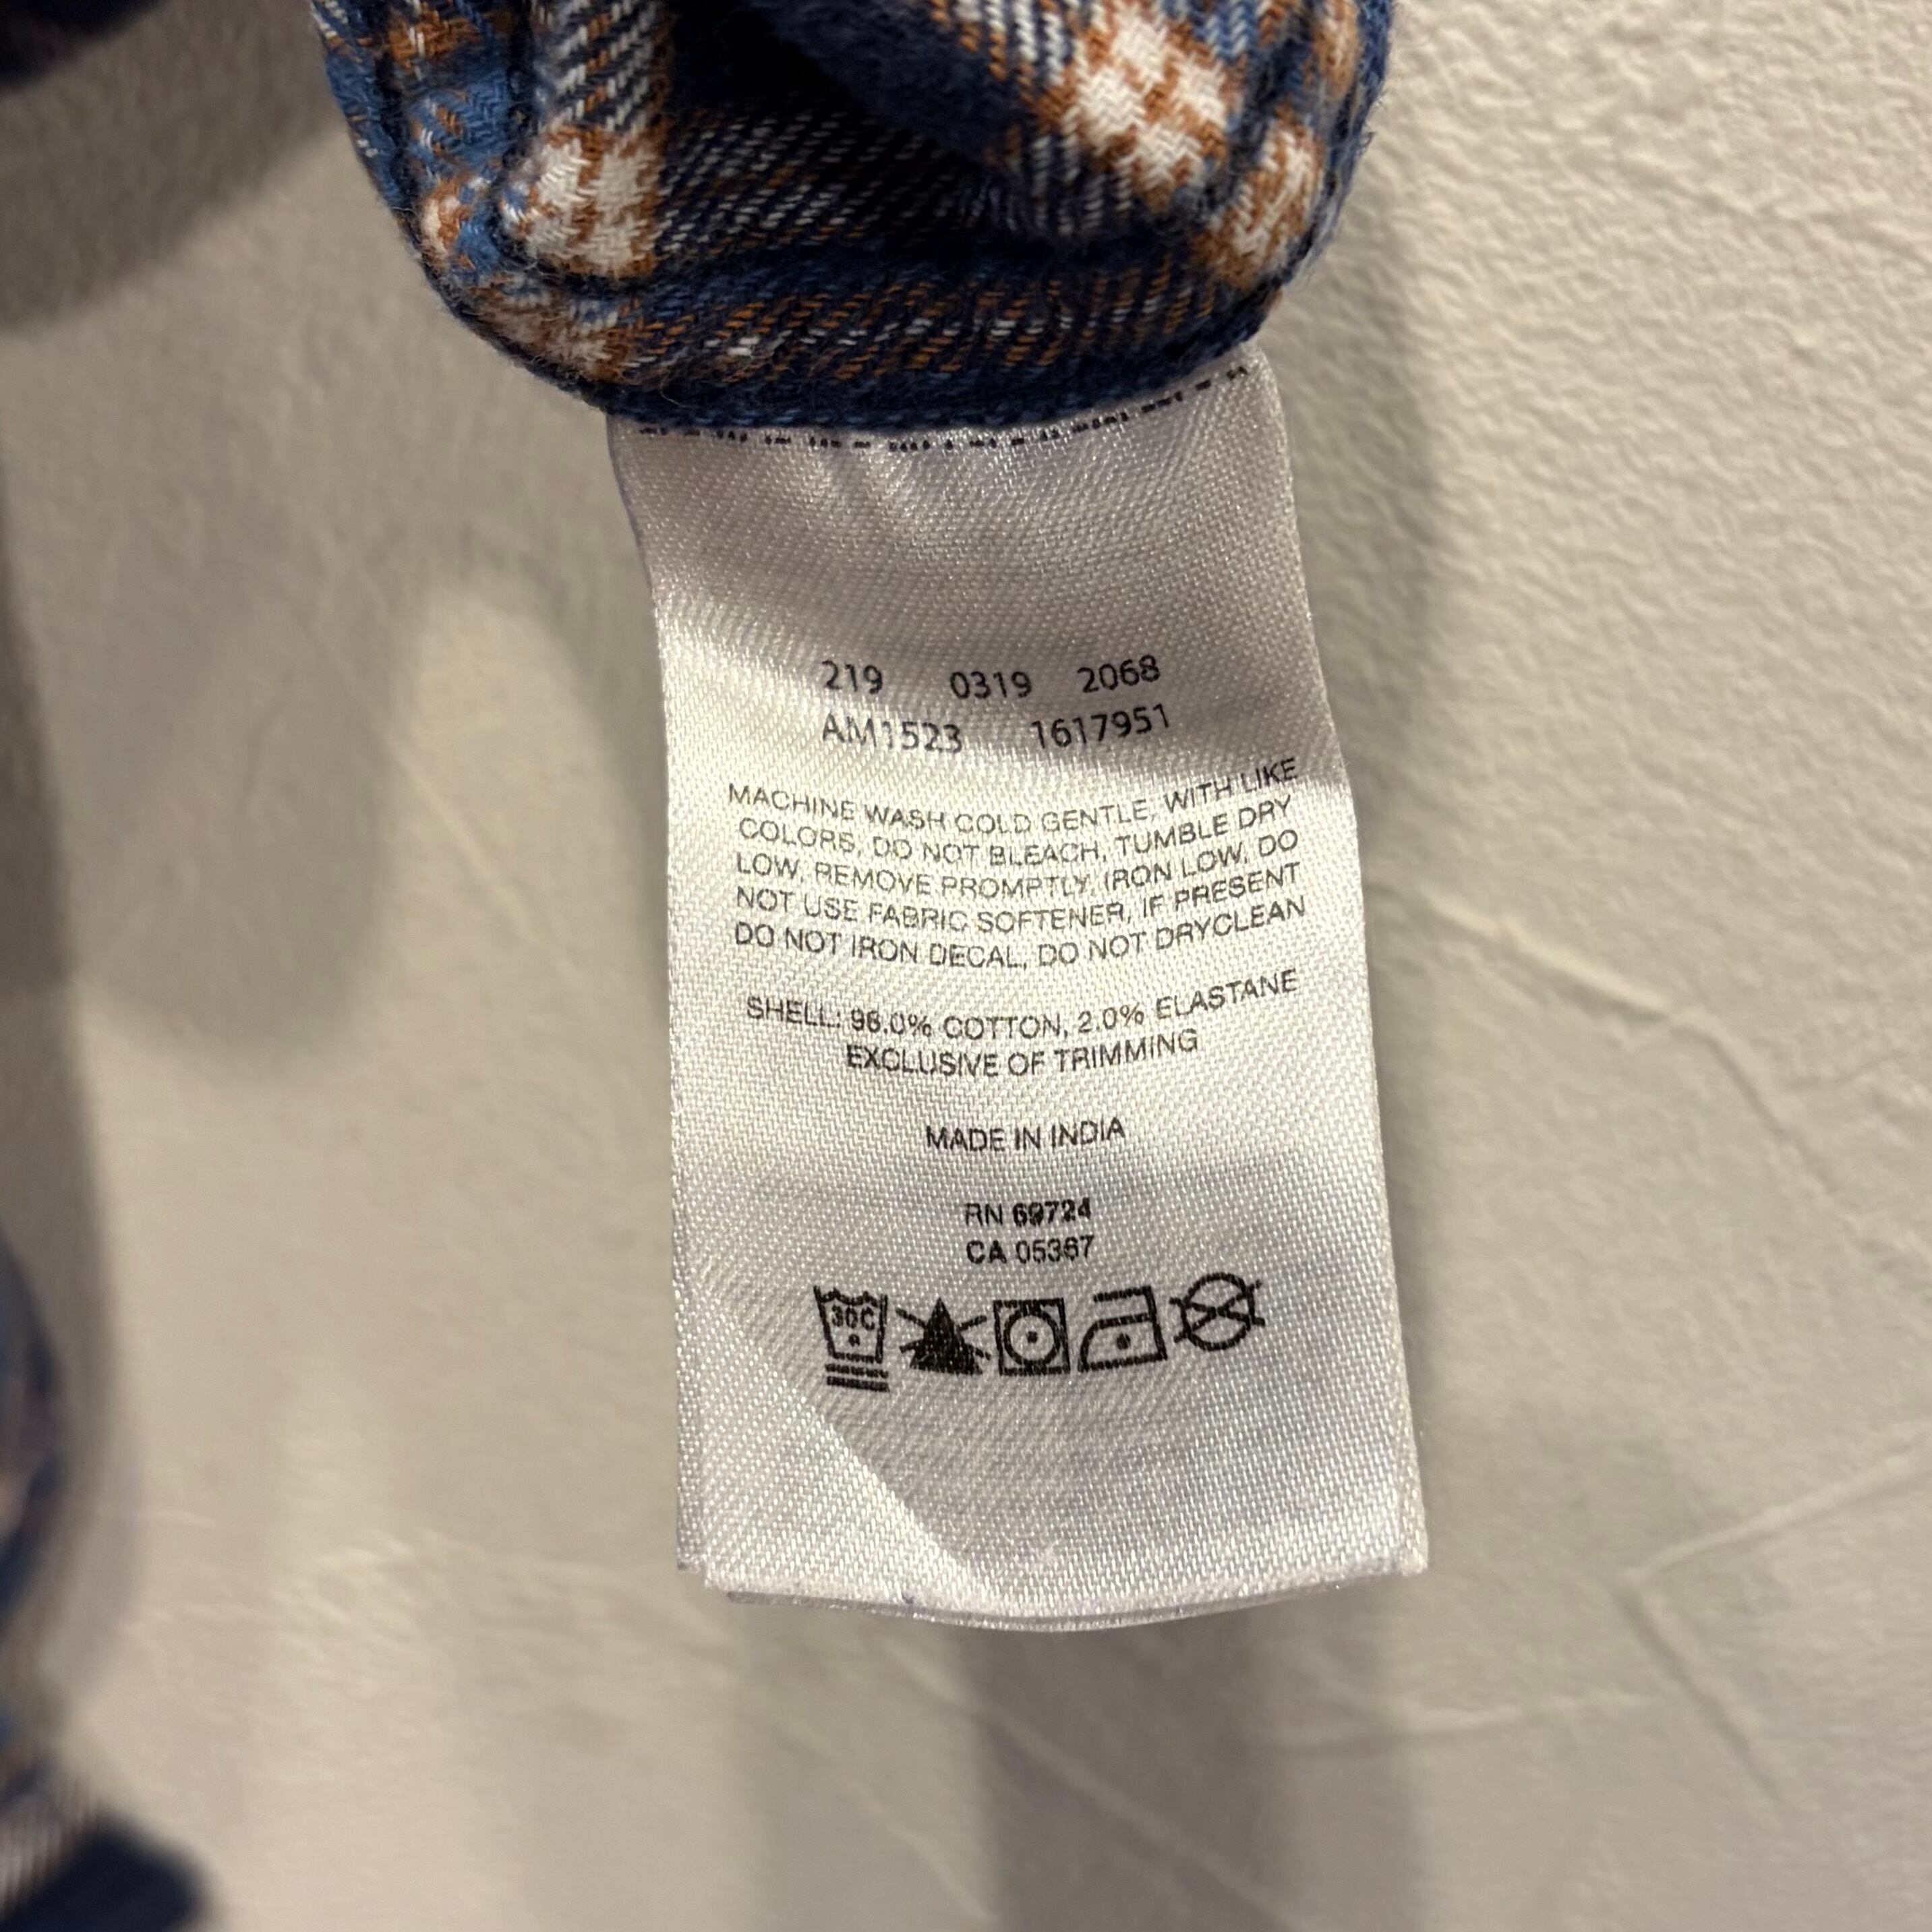 219 0319 2068
AM1523 1617951
MACHINE WASH COLD GENTLE, WITH LIKE
COLORS, DO NOT BLEACH, TUMBLE DRY
LOW, REMOVE PROMPTLY, IRON LOW, DO
NOT USE FABRIC SOFTENER, IF PRESENT
DO NOT IRON DECAL, DO NOT DRYCLEAN
SHELL: 98.0% COTTON, 2.0% ELASTANE
EXCLUSIVE OF TRIMMING
MADE IN INDIA
RN 69724
CA 05367
30C